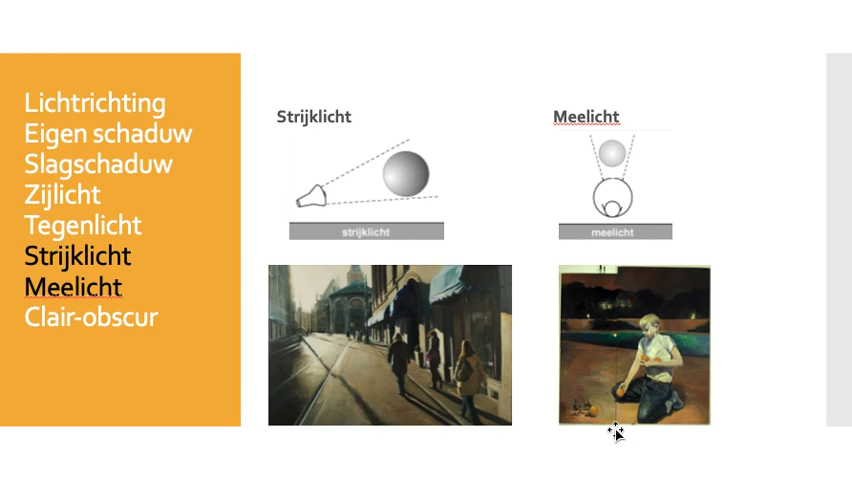 Lichtrichting
Eigen schaduw
Slagschaduw
Zijlicht
Tegenlicht
Strijklicht
Meelicht
Clair-obscur
Strijklicht
Meelicht
strijklicht
meelicht